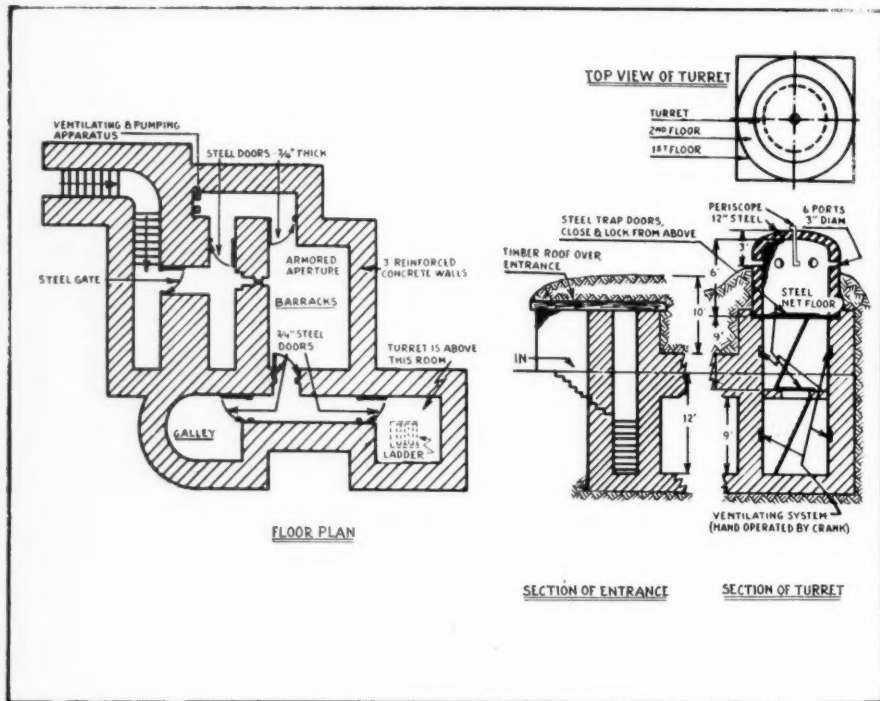 TOP VIEW OF TURRET
TURRET
2ND FLOOR
1ST FLOOR
VENTILATING & PUMPING
APPARATUS
STEEL DOORS - 3/16" THICK
STEEL GATE
ARMORED
APERTURE
BARRACKS
3 REINFORCED
CONCRETE WALLS
3/4" STEEL
DOORS
TURRET IS ABOVE
THIS ROOM
GALLEY
LADDER
FLOOR PLAN
PERISCOPE
12" STEEL
6 PORTS
3" DIAM
STEEL TRAP DOORS,
CLOSE & LOCK FROM ABOVE
TIMBER ROOF OVER
ENTRANCE
3'
6'
STEEL
NET FLOOR
10'
9'
IN
12'
9'
VENTILATING SYSTEM
(HAND OPERATED BY CRANK)
SECTION OF ENTRANCE
SECTION OF TURRET